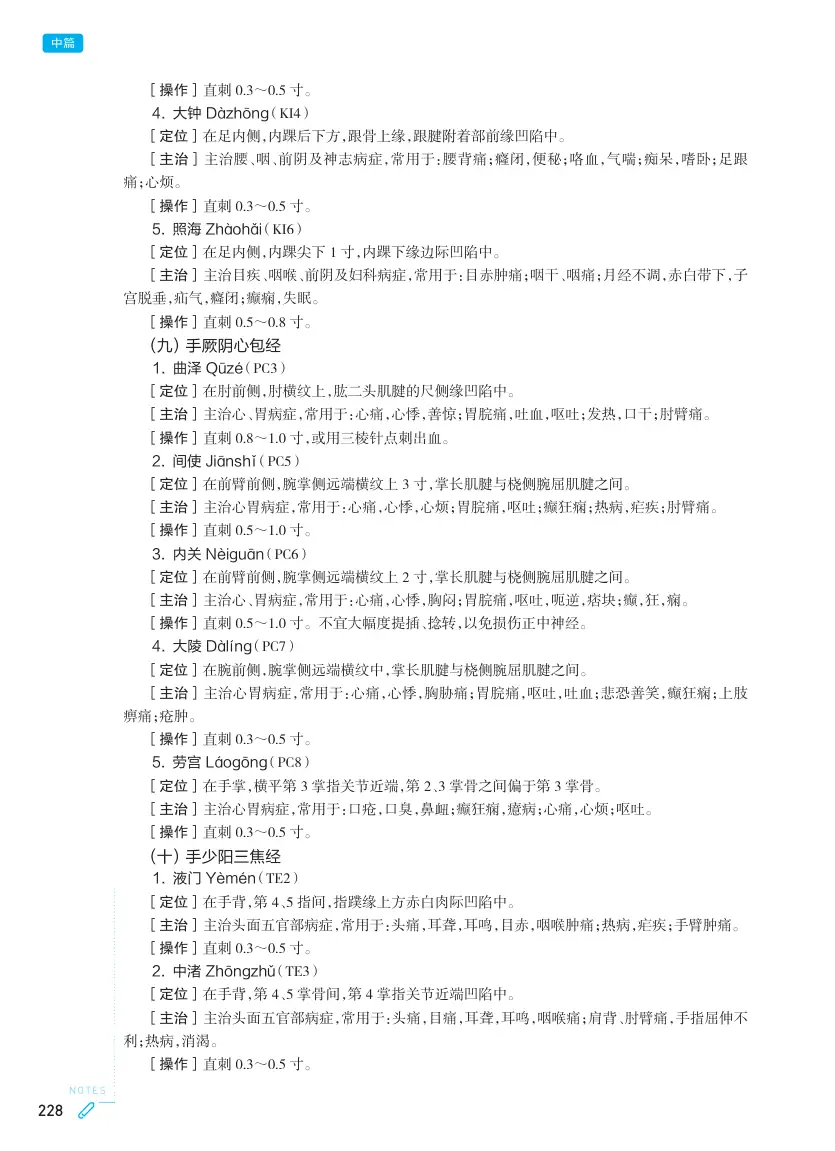 中篇
［操作］直刺 0.3～0.5 寸。
4. 大钟 Dàzhōng（KI4）
［定位］在足内侧，内踝后下方，跟骨上缘，跟腱附着部前缘凹陷中。
［主治］主治腰、咽、前阴及神志病症，常用于：腰背痛；癃闭，便秘；咯血，气喘；痴呆，嗜卧；足跟
痛；心烦。
［操作］直刺 0.3～0.5 寸。
5. 照海 Zhàohǎi（KI6）
［定位］在足内侧，内踝尖下 1 寸，内踝下缘边际凹陷中。
［主治］主治目疾、咽喉、前阴及妇科病症，常用于：目赤肿痛；咽干、咽痛；月经不调，赤白带下，子
宫脱垂，疝气，癃闭；癫痫，失眠。
［操作］直刺 0.5～0.8 寸。
（九）手厥阴心包经
1. 曲泽 Qūzé（PC3）
［定位］在肘前侧，肘横纹上，肱二头肌腱的尺侧缘凹陷中。
［主治］主治心、胃病症，常用于：心痛，心悸，善惊；胃脘痛，吐血，呕吐；发热，口干；肘臂痛。
［操作］直刺 0.8～1.0 寸，或用三棱针点刺出血。
2. 间使 Jiānshǐ（PC5）
［定位］在前臂前侧，腕掌侧远端横纹上 3 寸，掌长肌腱与桡侧腕屈肌腱之间。
［主治］主治心胃病症，常用于：心痛，心悸，心烦；胃脘痛，呕吐；癫狂痫；热病，疟疾；肘臂痛。
［操作］直刺 0.5～1.0 寸。
3. 内关 Nèiguān（PC6）
［定位］在前臂前侧，腕掌侧远端横纹上 2 寸，掌长肌腱与桡侧腕屈肌腱之间。
［主治］主治心、胃病症，常用于：心痛，心悸，胸闷；胃脘痛，呕吐，呃逆，痞块；癫，狂，痫。
［操作］直刺 0.5～1.0 寸。不宜大幅度提插、捻转，以免损伤正中神经。
4. 大陵 Dàlíng（PC7）
［定位］在腕前侧，腕掌侧远端横纹中，掌长肌腱与桡侧腕屈肌腱之间。
［主治］主治心胃病症，常用于：心痛，心悸，胸胁痛；胃脘痛，呕吐，吐血；悲恐善笑，癫狂痫；上肢
痹痛；疮肿。
［操作］直刺 0.3～0.5 寸。
5. 劳宫 Láogōng（PC8）
［定位］在手掌，横平第 3 掌指关节近端，第 2、3 掌骨之间偏于第 3 掌骨。
［主治］主治心胃病症，常用于：口疮，口臭，鼻衄；癫狂痫，癔病；心痛，心烦；呕吐。
［操作］直刺 0.3～0.5 寸。
（十）手少阳三焦经
1. 液门 Yèmén（TE2）
［定位］在手背，第 4、5 指间，指蹼缘上方赤白肉际凹陷中。
［主治］主治头面五官部病症，常用于：头痛，耳聋，耳鸣，目赤，咽喉肿痛；热病，疟疾；手臂肿痛。
［操作］直刺 0.3～0.5 寸。
2. 中渚 Zhōngzhǔ（TE3）
［定位］在手背，第 4、5 掌骨间，第 4 掌指关节近端凹陷中。
［主治］主治头面五官部病症，常用于：头痛，目痛，耳聋，耳鸣，咽喉痛；肩背、肘臂痛，手指屈伸不
利；热病，消渴。
［操作］直刺 0.3～0.5 寸。
NOTES
228